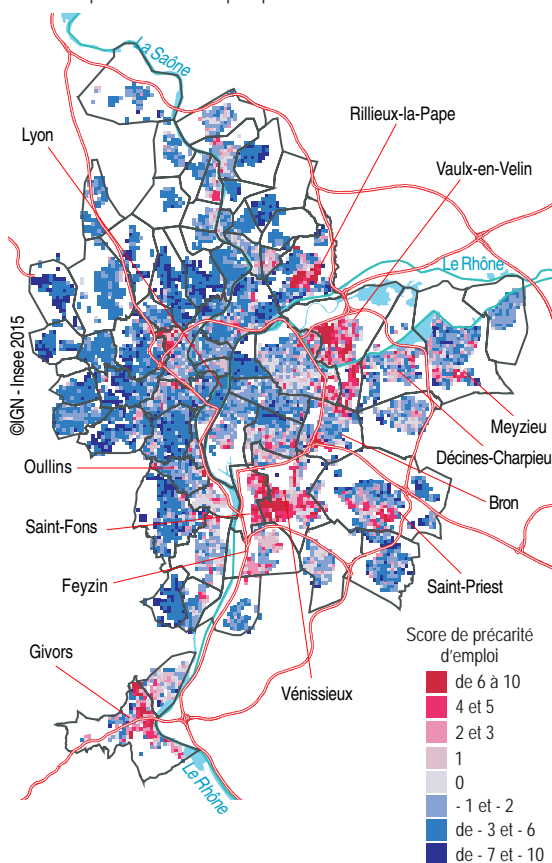 La Saône
Rillieux-la-Pape
Lyon
Vaulx-en-Velin
Le Rhône
©IGN - Insee 2015
Meyzieu
Décines-Charpieu
Oullins
Bron
Saint-Fons
Saint-Priest
Feyzin
Givors
Vénissieux
Le Rhône
Score de précarité
d'emploi
de 6 à 10
4 et 5
2 et 3
1
0
- 1 et - 2
de - 3 et - 6
de - 7 et - 10